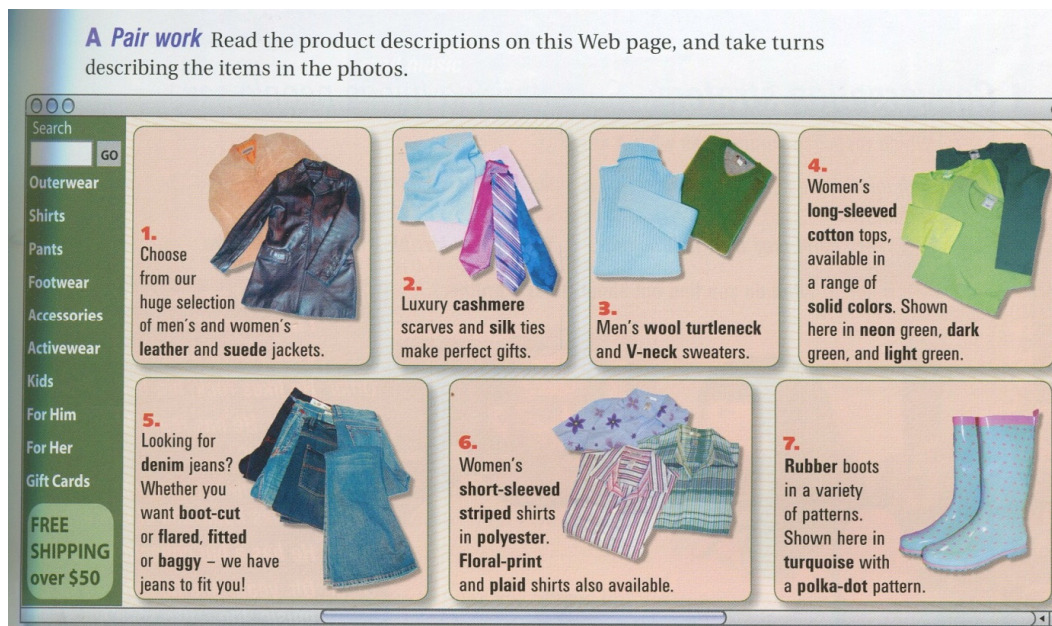 A Pair work Read the product descriptions on this Web page, and take turns
describing the items in the photos.
Search
GO
Outerwear
Shirts
Pants
Footwear
Accessories
Activewear
Kids
For Him
For Her
Gift Cards
FREE
SHIPPING
over $50
1.
Choose
from our
huge selection
of men's and women's
leather and suede jackets.
2.
Luxury cashmere
scarves and silk ties
make perfect gifts.
3.
Men's wool turtleneck
and V-neck sweaters.
4.
Women's
long-sleeved
cotton tops,
available in
a range of
solid colors. Shown
here in neon green, dark
green, and light green.
5.
Looking for
denim jeans?
Whether you
want boot-cut
or flared, fitted
or baggy – we have
jeans to fit you!
6.
Women's
short-sleeved
striped shirts
in polyester.
Floral-print
and plaid shirts also available.
7.
Rubber boots
in a variety
of patterns.
Shown here in
turquoise with
a polka-dot pattern.